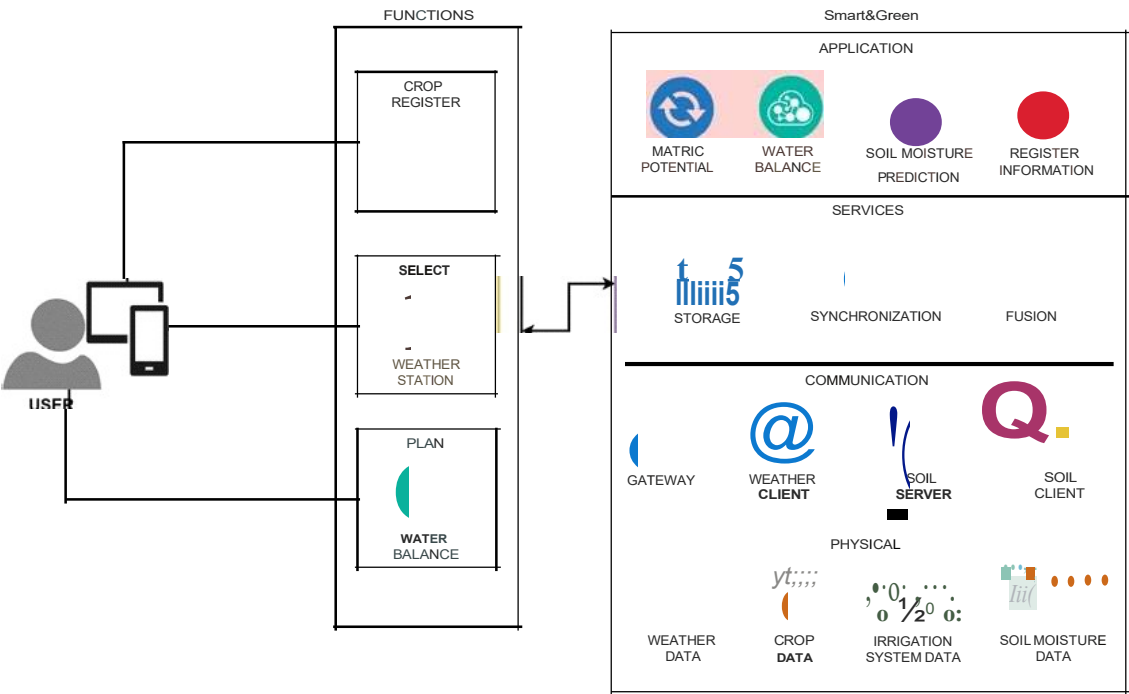 FUNCTIONS
Smart&Green
CROP
REGISTER
SELECT
WEATHER
STATION
PLAN
WATER
BALANCE
USER
APPLICATION
MATRIC
POTENTIAL
WATER
BALANCE
SOIL MOISTURE
PREDICTION
REGISTER
INFORMATION
SERVICES
t 5
STORAGE
SYNCHRONIZATION
FUSION
COMMUNICATION
@
Q.
GATEWAY
WEATHER
CLIENT
SOIL
SERVER
SOIL
CLIENT
PHYSICAL
yt;;;;
WEATHER
DATA
CROP
DATA
IRRIGATION
SYSTEM DATA
SOIL MOISTURE
DATA